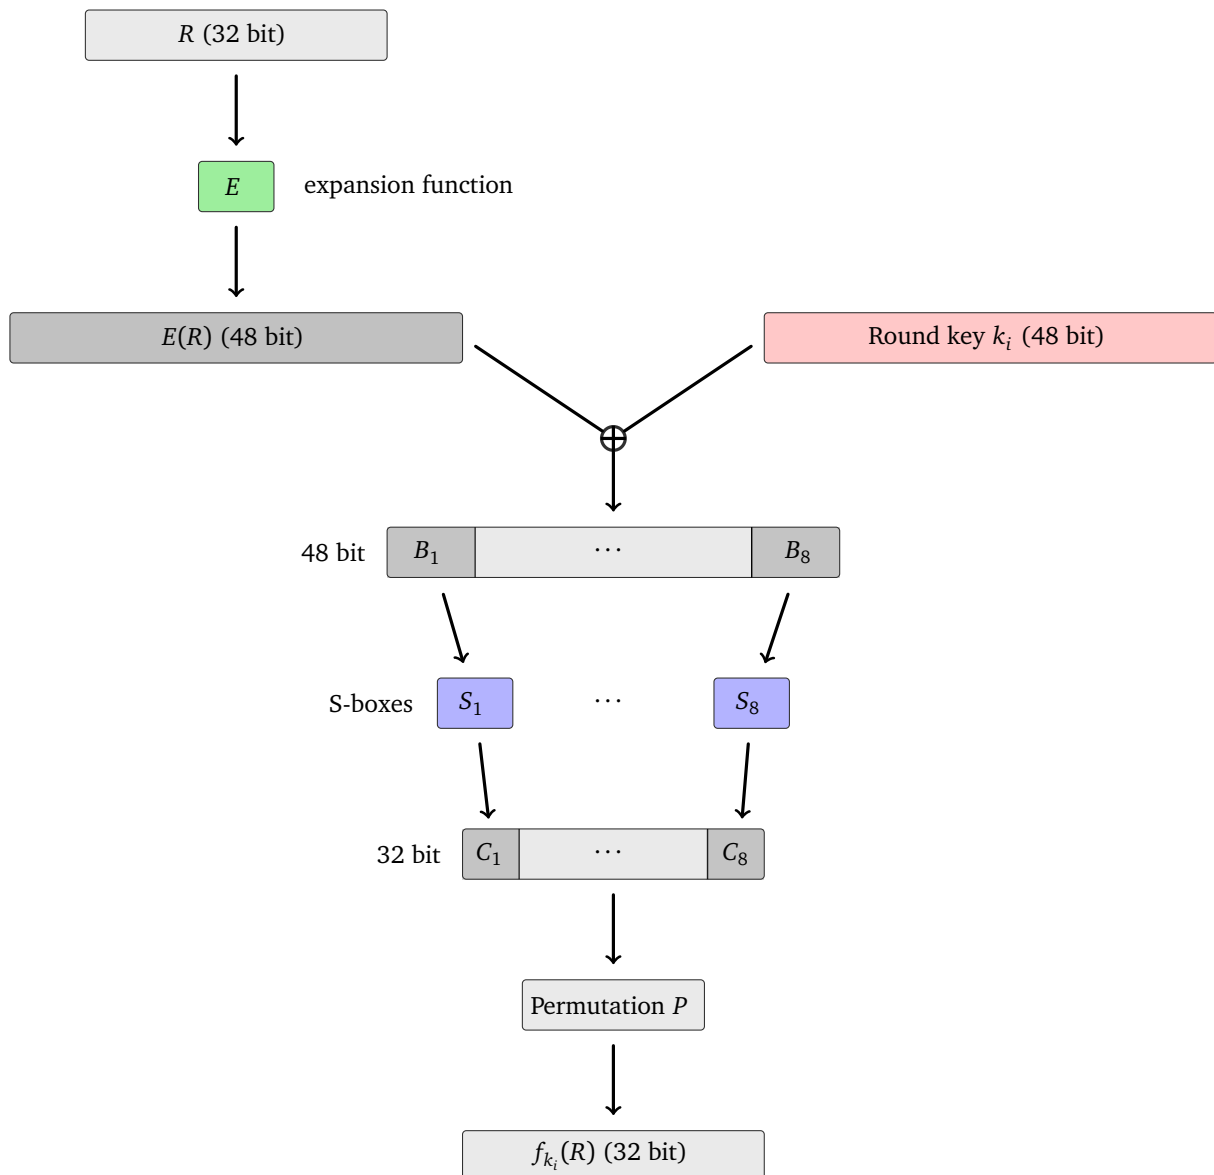 R (32 bit)
E expansion function
E(R) (48 bit) Round key k_i (48 bit)
48 bit B_1 ⋯ B_8
S-boxes S_1 ⋯ S_8
32 bit C_1 ⋯ C_8
Permutation P
f_{k_i}(R) (32 bit)